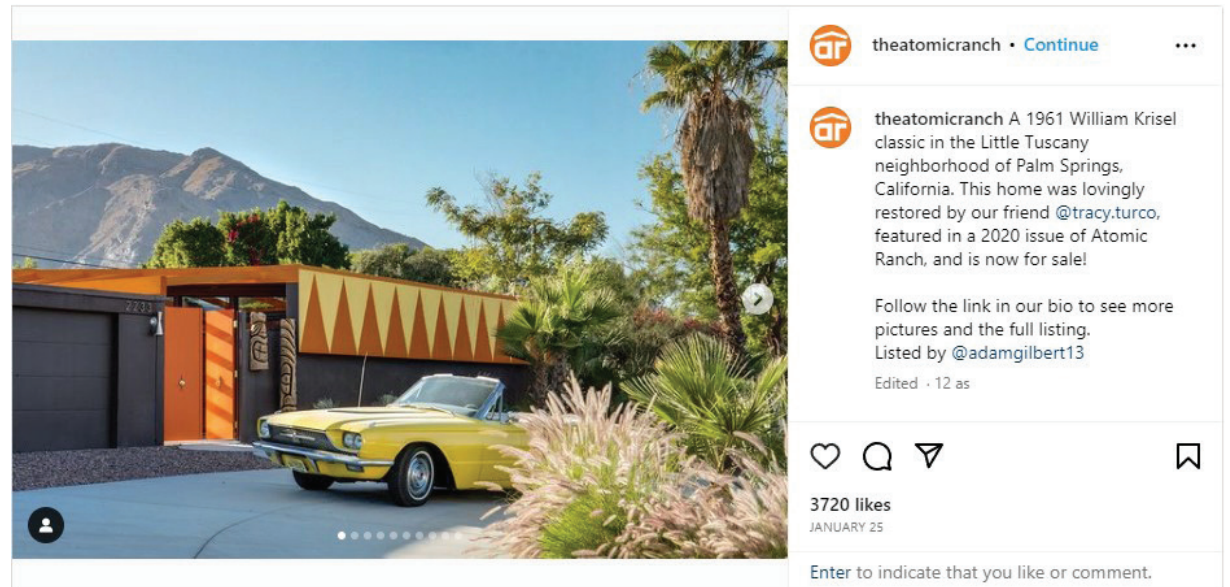 theatomicranch • Continue
theatomicranch A 1961 William Krisel
classic in the Little Tuscany
neighborhood of Palm Springs,
California. This home was lovingly
restored by our friend @tracy.turco,
featured in a 2020 issue of Atomic
Ranch, and is now for sale!
Follow the link in our bio to see more
pictures and the full listing.
Listed by @adamgilbert13
Edited · 12 as
3720 likes
JANUARY 25
Enter to indicate that you like or comment.
ar
ar